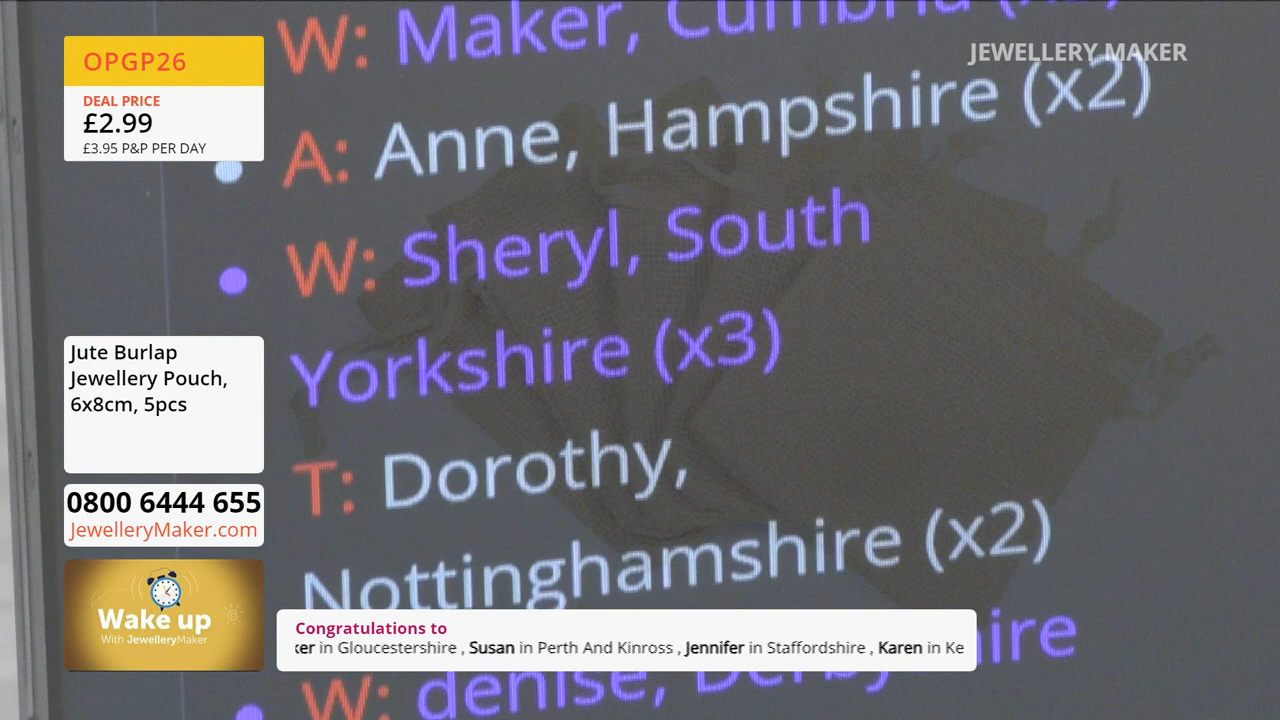 W: Maker, Cumbria
A: Anne, Hampshire (x2)
W: Sheryl, South
Yorkshire (x3)
T: Dorothy,
Nottinghamshire (x2)
W: denise,
JEWELLERY MAKER
OPGP26
DEAL PRICE
£2.99
£3.95 P&P PER DAY
Jute Burlap
Jewellery Pouch,
6x8cm, 5pcs
0800 6444 655
JewelleryMaker.com
Wake up
With JewelleryMaker
Congratulations to
in Gloucestershire , Susan in Perth And Kinross , Jennifer in Staffordshire , Karen in Ke